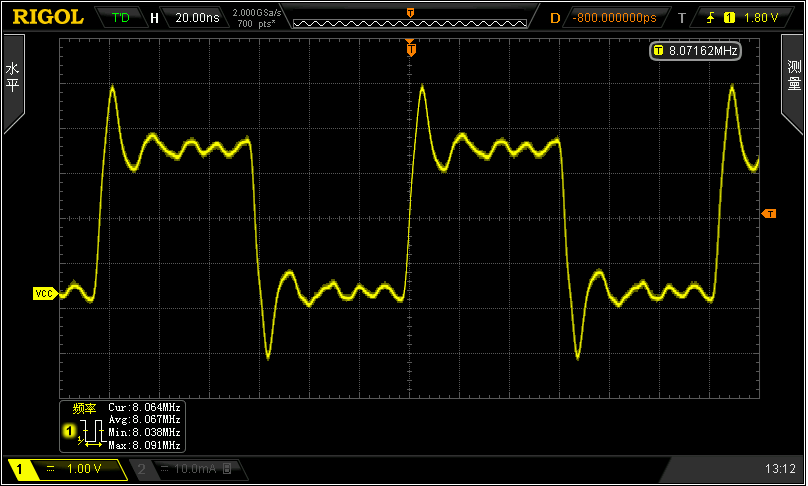 RIGOL T'D H 20.00ns 2.000GSa/s 700 pts* D -800.000000ps T 1 1.80 V
T
水平
测量
T 8.07162MHz
T
T
VCC
频率
Cur:8.064MHz
Avg:8.067MHz
1
Min:8.038MHz
Max:8.091MHz
1 1.00 V 2 10.0mA 13:12